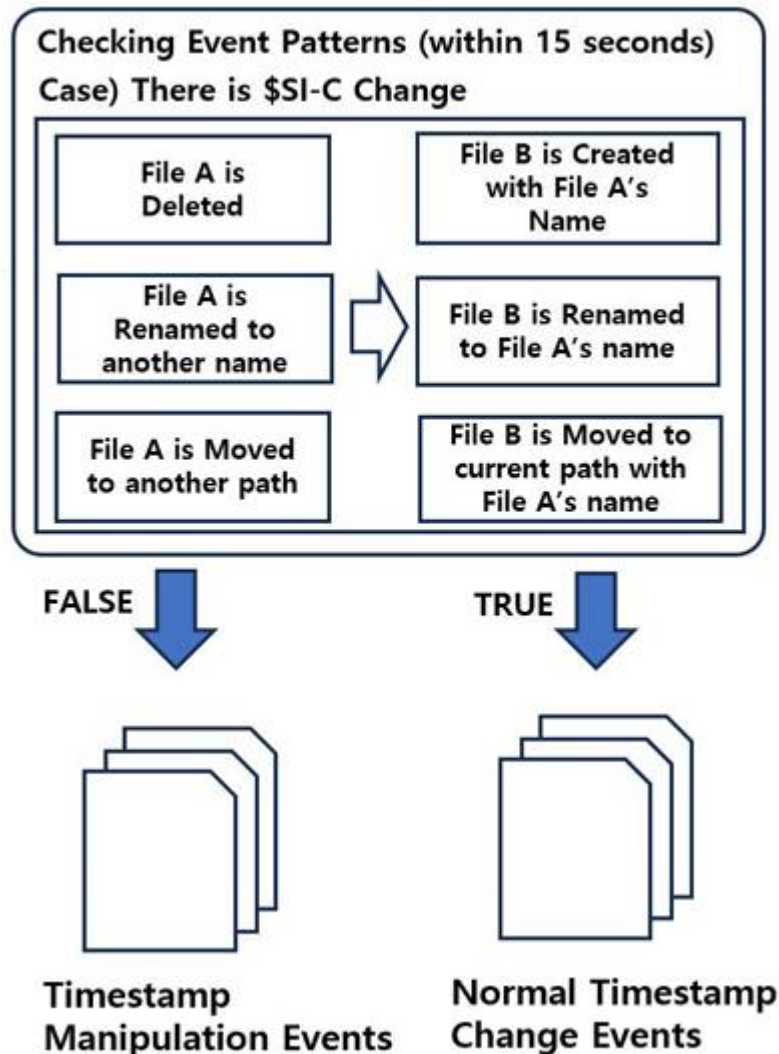 Checking Event Patterns (within 15 seconds)
Case) There is $SI-C Change
File A is
Deleted
File B is Created
with File A's
Name
File A is
Renamed to
another name
File B is Renamed
to File A's name
File A is Moved
to another path
File B is Moved to
current path with
File A's name
FALSE
TRUE
Timestamp
Manipulation Events
Normal Timestamp
Change Events